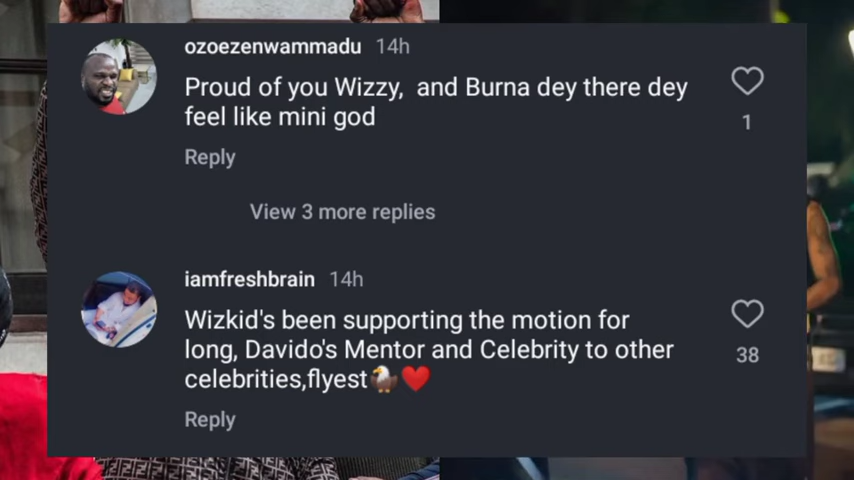 ozoezenwammadu 14h
Proud of you Wizzy, and Burna dey there dey
feel like mini god
1
Reply
View 3 more replies
iamfreshbrain 14h
Wizkid's been supporting the motion for
long, Davido's Mentor and Celebrity to other
celebrities,flyest🦅❤️
38
Reply